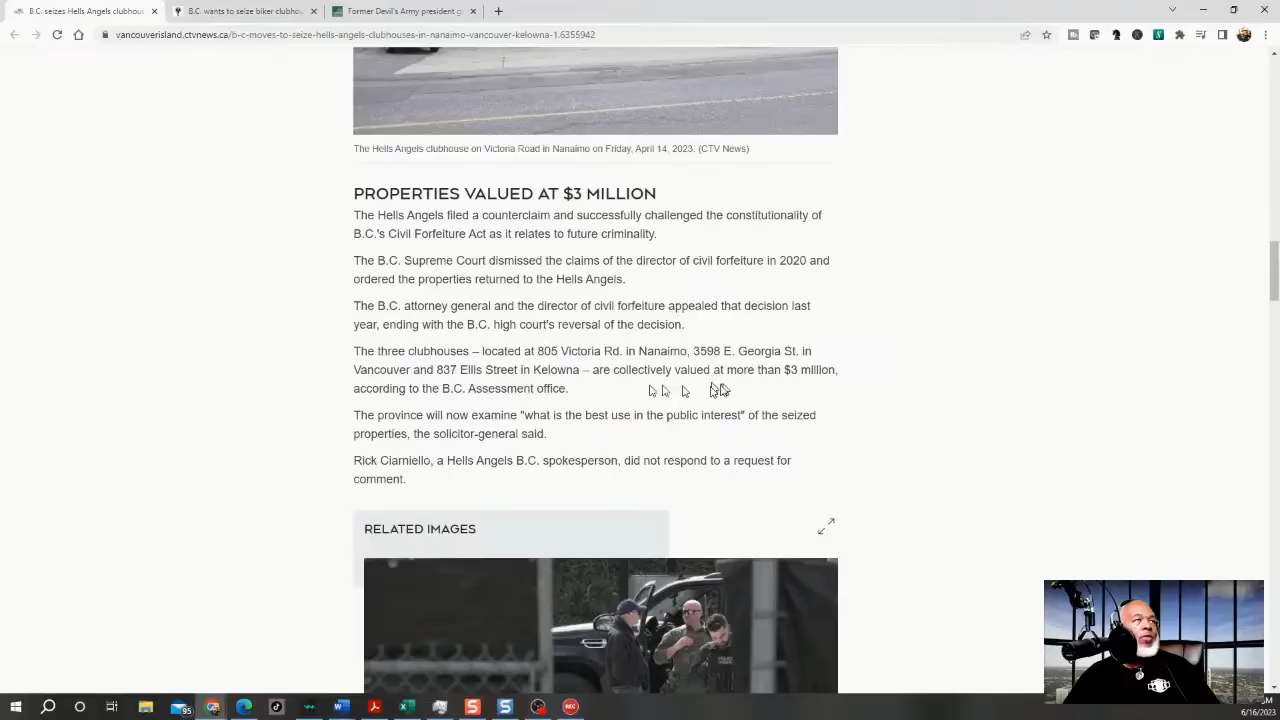 B.C. seizes Hells Angels clubhous
B.C. wants to seize biker clubhou
Former Devil's Army president g
vancouverisland.ctvnews.ca/b-c-moves-to-seize-hells-angels-clubhouses-in-nanaimo-vancouver-kelowna-1.6355942
The Hells Angels clubhouse on Victoria Road in Nanaimo on Friday, April 14, 2023. (CTV News)
PROPERTIES VALUED AT $3 MILLION
The Hells Angels filed a counterclaim and successfully challenged the constitutionality of
B.C.'s Civil Forfeiture Act as it relates to future criminality.
The B.C. Supreme Court dismissed the claims of the director of civil forfeiture in 2020 and
ordered the properties returned to the Hells Angels.
The B.C. attorney general and the director of civil forfeiture appealed that decision last
year, ending with the B.C. high court's reversal of the decision.
The three clubhouses – located at 805 Victoria Rd. in Nanaimo, 3598 E. Georgia St. in
Vancouver and 837 Ellis Street in Kelowna – are collectively valued at more than $3 million,
according to the B.C. Assessment office.
The province will now examine "what is the best use in the public interest" of the seized
properties, the solicitor-general said.
Rick Ciarniello, a Hells Angels B.C. spokesperson, did not respond to a request for
comment.
RELATED IMAGES
POLICE
95
REC
6/16/2023